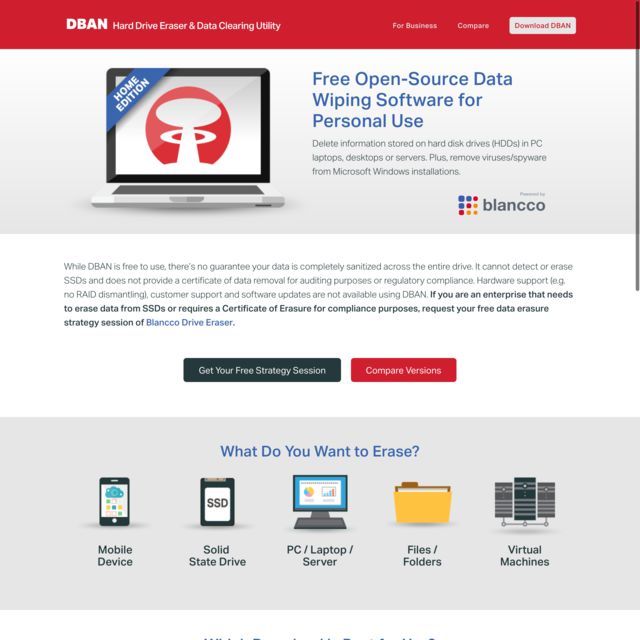 DBAN Hard Drive Eraser & Data Clearing Utility
For Business
Compare
Download DBAN
HOME
EDITION
Free Open-Source Data
Wiping Software for
Personal Use
Delete information stored on hard disk drives (HDDs) in PC
laptops, desktops or servers. Plus, remove viruses/spyware
from Microsoft Windows installations.
Powered by
blancco
While DBAN is free to use, there's no guarantee your data is completely sanitized across the entire drive. It cannot detect or erase
SSDs and does not provide a certificate of data removal for auditing purposes or regulatory compliance. Hardware support (e.g.
no RAID dismantling), customer support and software updates are not available using DBAN. If you are an enterprise that needs
to erase data from SSDs or requires a Certificate of Erasure for compliance purposes, request your free data erasure
strategy session of Blancco Drive Eraser.
Get Your Free Strategy Session
Compare Versions
What Do You Want to Erase?
SSD
Mobile
Device
Solid
State Drive
PC / Laptop /
Server
Files /
Folders
Virtual
Machines